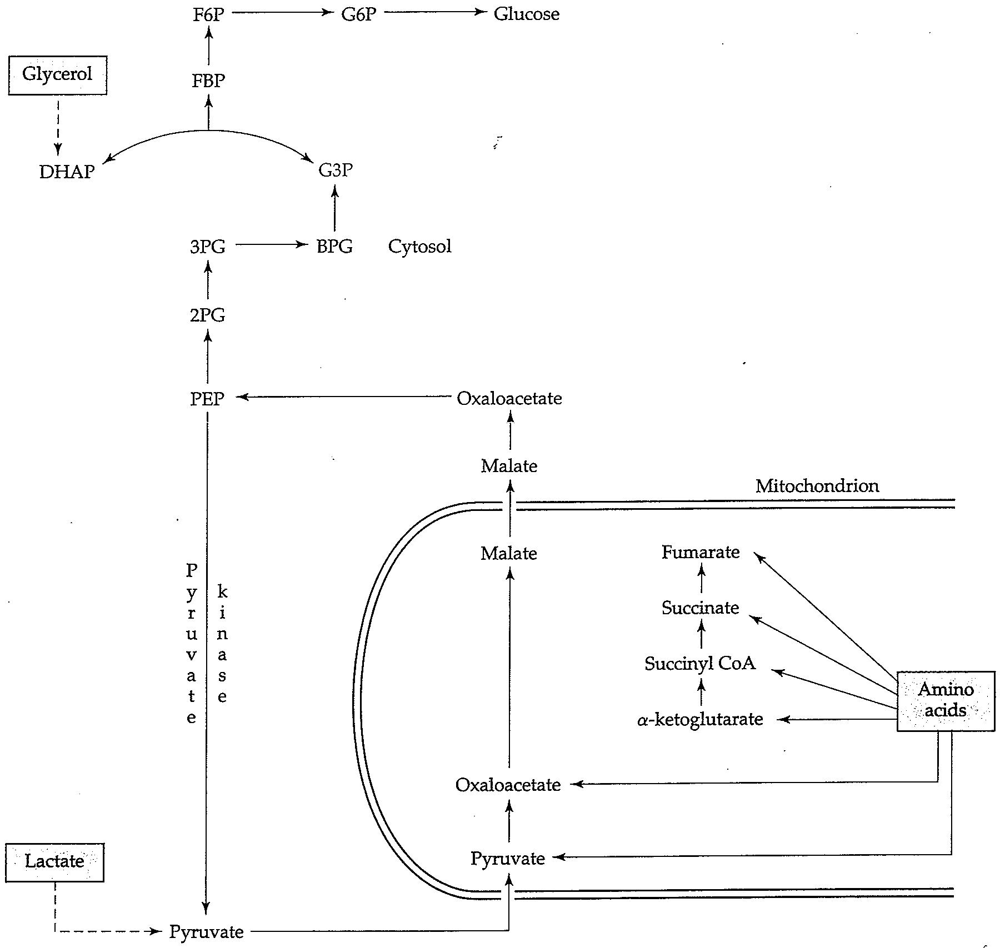 F6P
G6P
Glucose
Glycerol
FBP
DHAP
G3P
3PG
BPG
Cytosol
2PG
PEP
Oxaloacetate
Malate
Mitochondrion
Malate
Fumarate
Pyruvate
kinase
Succinate
Succinyl CoA
Amino
acids
α-ketoglutarate
Oxaloacetate
Lactate
Pyruvate
Pyruvate